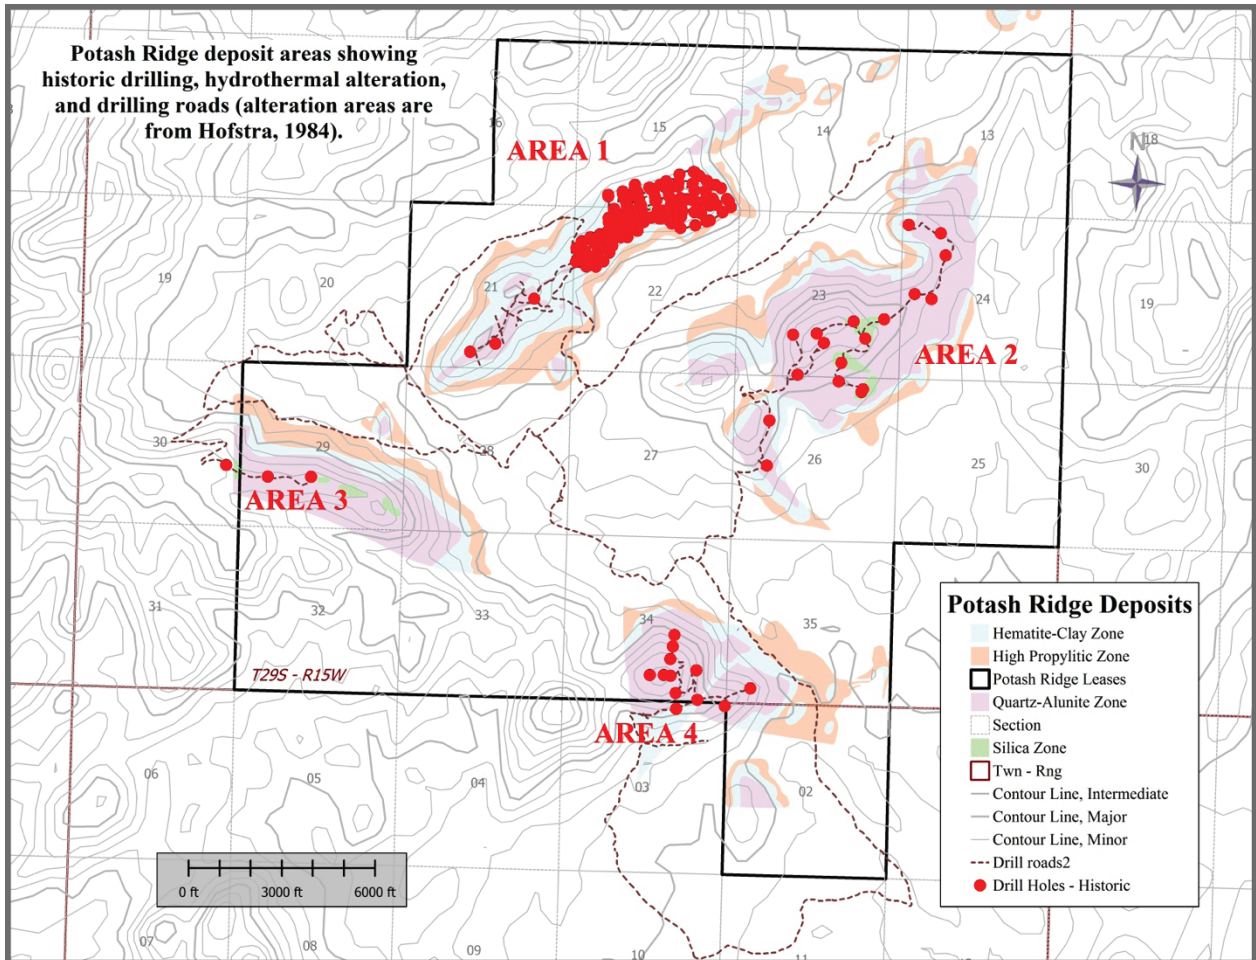 Potash Ridge deposit areas showing
historic drilling, hydrothermal alteration,
and drilling roads (alteration areas are
from Hofstra, 1984).
16
15
14
13
18
N
AREA 1
19
20
21
22
23
24
19
AREA 2
30
29
28
27
26
25
30
AREA 3
31
32
33
34
35
T29S - R15W
AREA 4
06
05
04
03
02
07
08
09
10
11
0 ft
3000 ft
6000 ft
Potash Ridge Deposits
Hematite-Clay Zone
High Propylitic Zone
Potash Ridge Leases
Quartz-Alunite Zone
Section
Silica Zone
Twn - Rng
Contour Line, Intermediate
Contour Line, Major
Contour Line, Minor
Drill roads2
Drill Holes - Historic